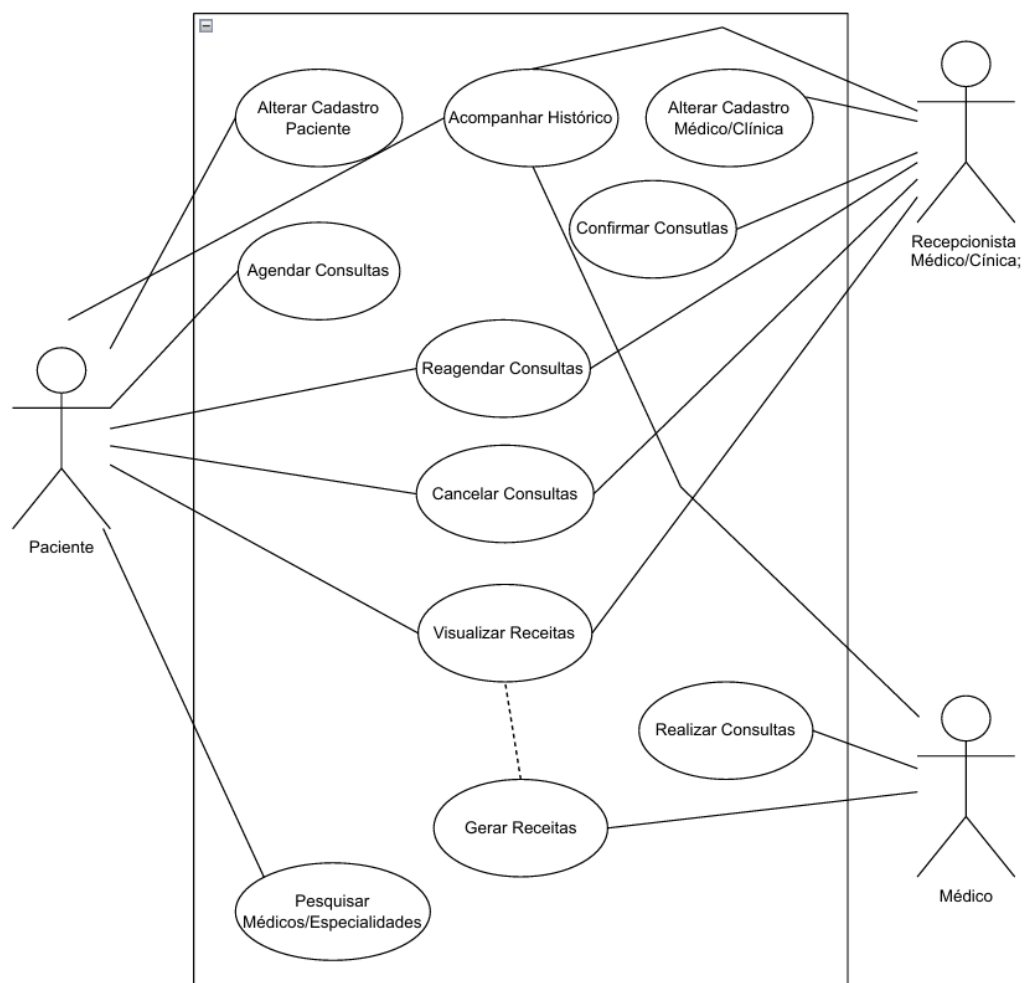 Alterar Cadastro
Paciente
Acompanhar Histórico
Alterar Cadastro
Médico/Clínica
Confirmar Consutlas
Recepcionista
Médico/Cínica;
Agendar Consultas
Reagendar Consultas
Cancelar Consultas
Paciente
Visualizar Receitas
Realizar Consultas
Gerar Receitas
Médico
Pesquisar
Médicos/Especialidades